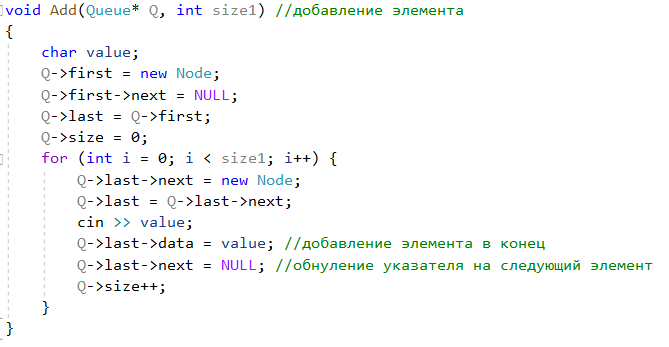 void Add(Queue* Q, int size1) //добавление элемента
{
    char value;
    Q->first = new Node;
    Q->first->next = NULL;
    Q->last = Q->first;
    Q->size = 0;
    for (int i = 0; i < size1; i++) {
        Q->last->next = new Node;
        Q->last = Q->last->next;
        cin >> value;
        Q->last->data = value; //добавление элемента в конец
        Q->last->next = NULL; //обнуление указателя на следующий элемент
        Q->size++;
    }
}